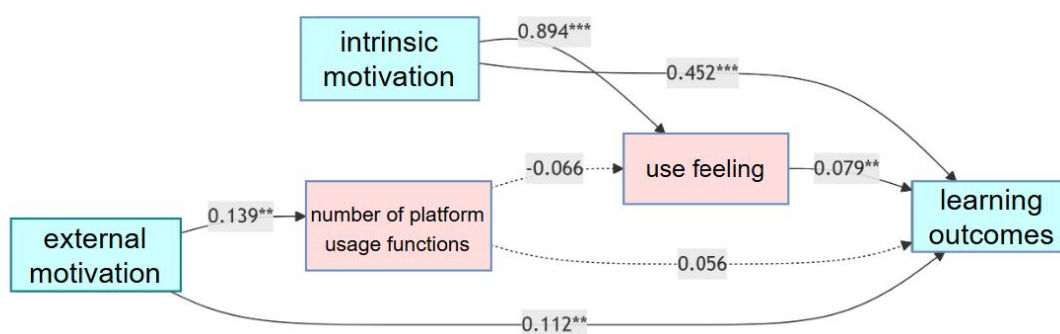 intrinsic
motivation
0.894***
0.452***
-0.066
use feeling
0.079**
number of platform
usage functions
0.139**
external
motivation
learning
outcomes
0.056
0.112**